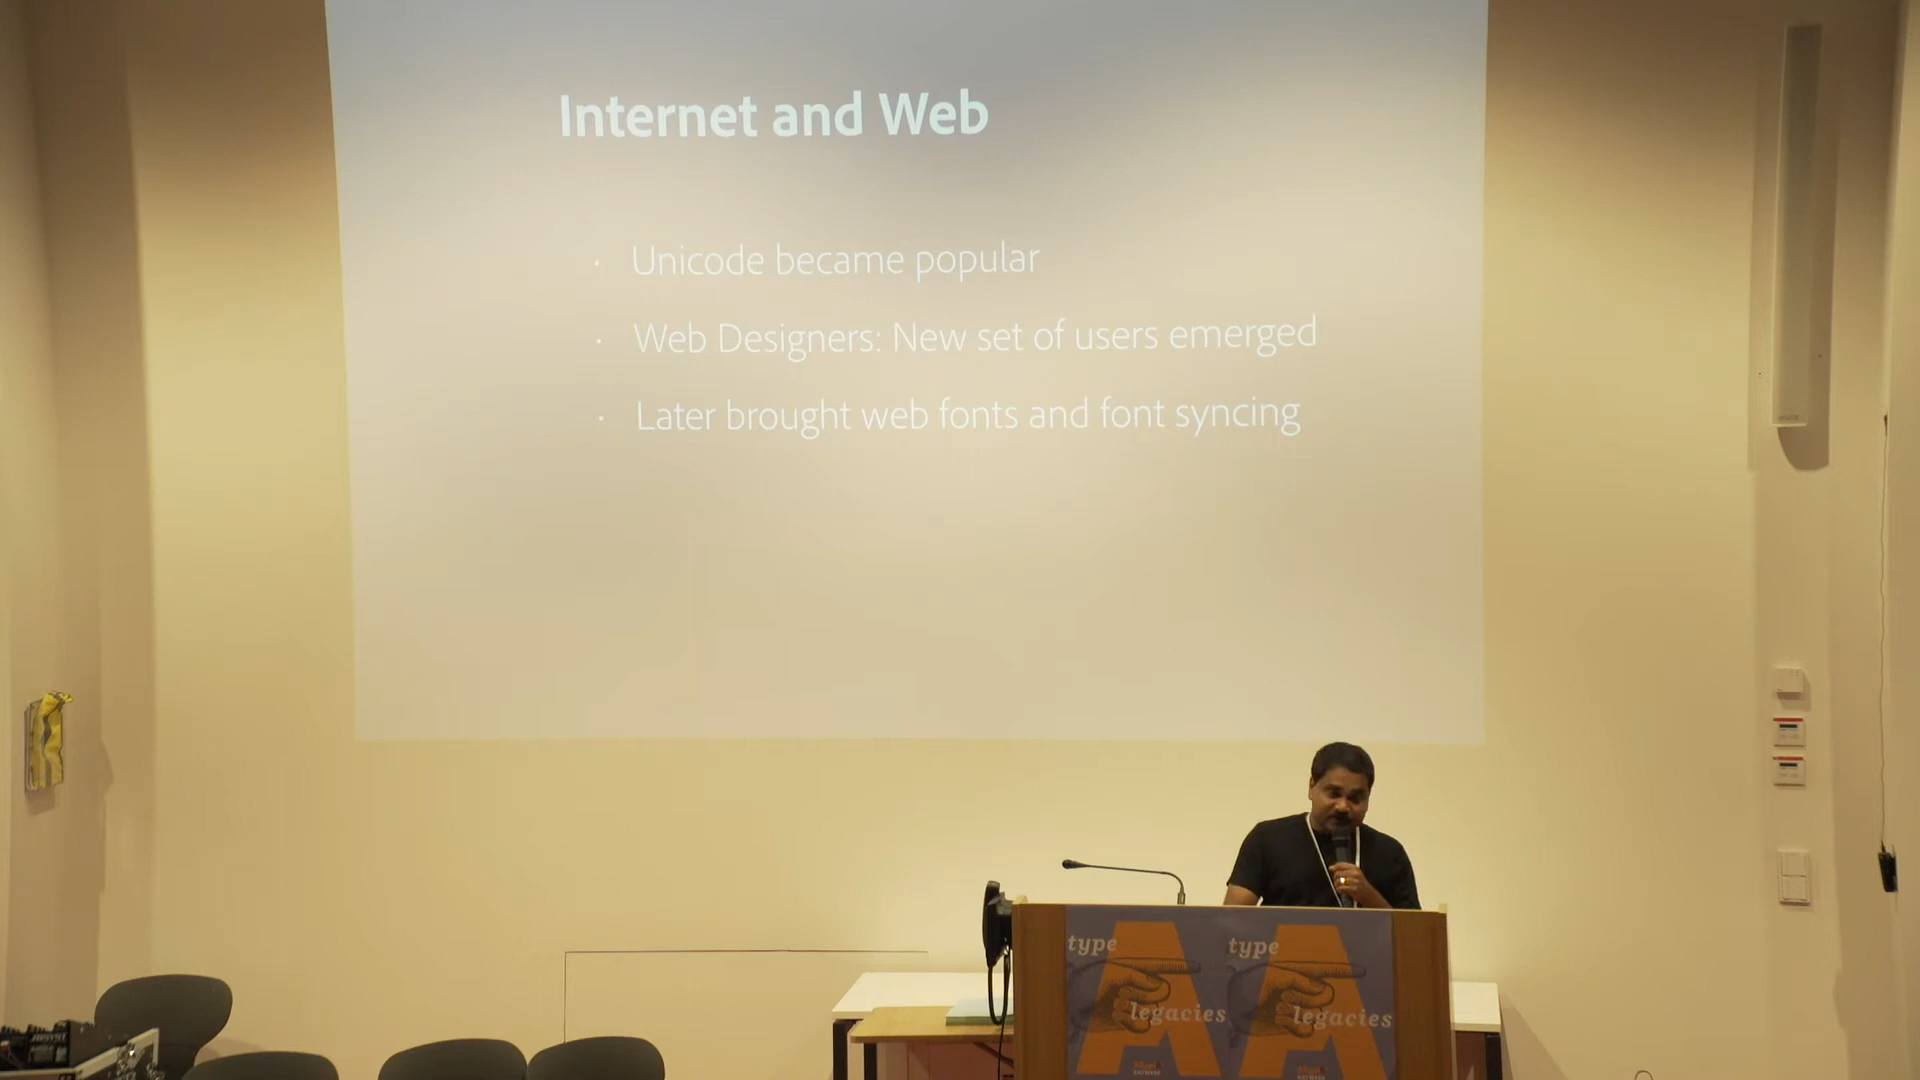 Internet and Web
· Unicode became popular
· Web Designers: New set of users emerged
· Later brought web fonts and font syncing
type
legacies
type
legacies